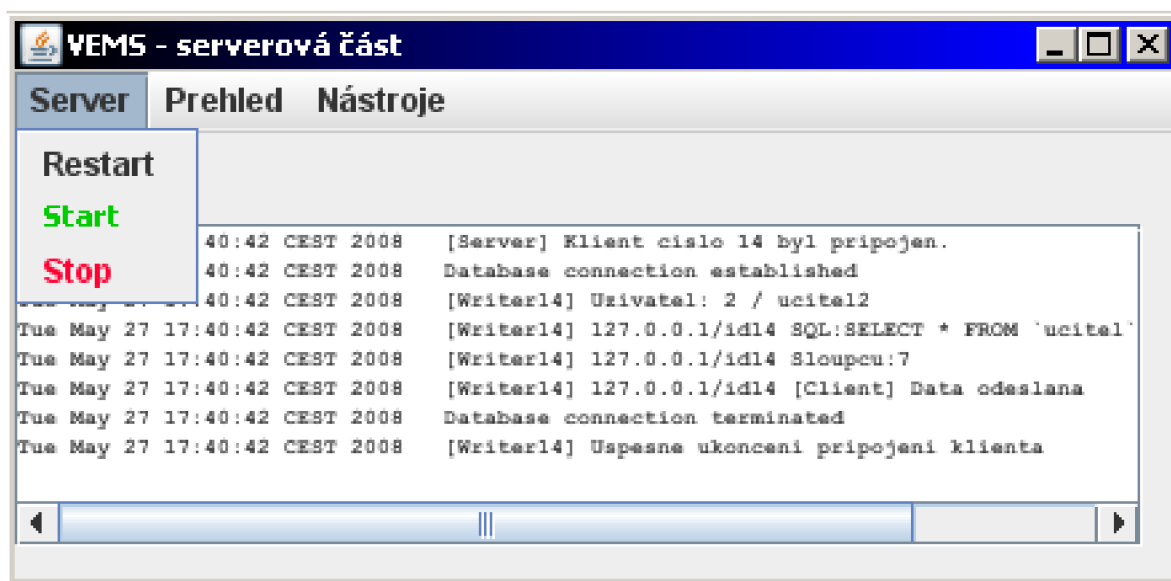 VEMS - serverová část
Server Prehled Nástroje
Restart
Start
Stop
40:42 CEST 2008 [Server] Klient cislo 14 byl pripojen.
40:42 CEST 2008 Database connection established
40:42 CEST 2008 [Writer14] Uzivatel: 2 / ucitel2
Tue May 27 17:40:42 CEST 2008 [Writer14] 127.0.0.1/id14 SQL:SELECT * FROM `ucitel`
Tue May 27 17:40:42 CEST 2008 [Writer14] 127.0.0.1/id14 Sloupcu:7
Tue May 27 17:40:42 CEST 2008 [Writer14] 127.0.0.1/id14 [Client] Data odeslana
Tue May 27 17:40:42 CEST 2008 Database connection terminated
Tue May 27 17:40:42 CEST 2008 [Writer14] Uspesne ukonceni pripojeni klienta